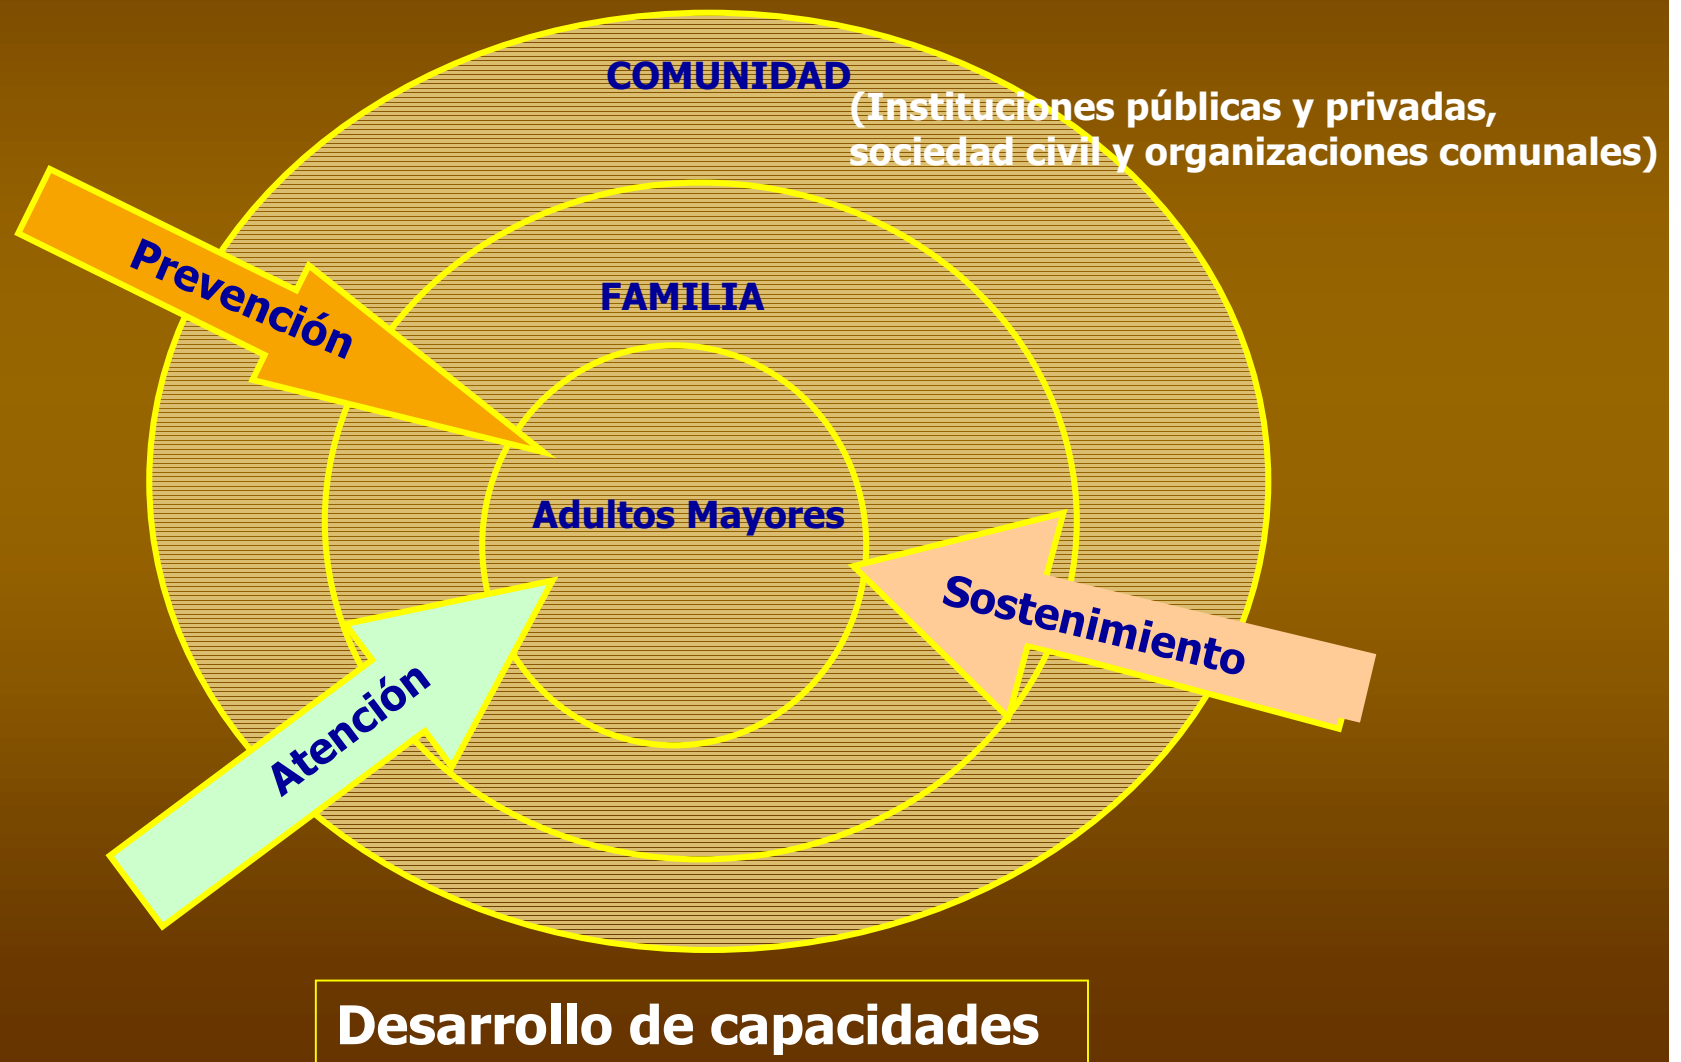 COMUNIDAD
(Instituciones públicas y privadas,
sociedad civil y organizaciones comunales)
Prevención
FAMILIA
Adultos Mayores
Sostenimiento
Atención
Desarrollo de capacidades